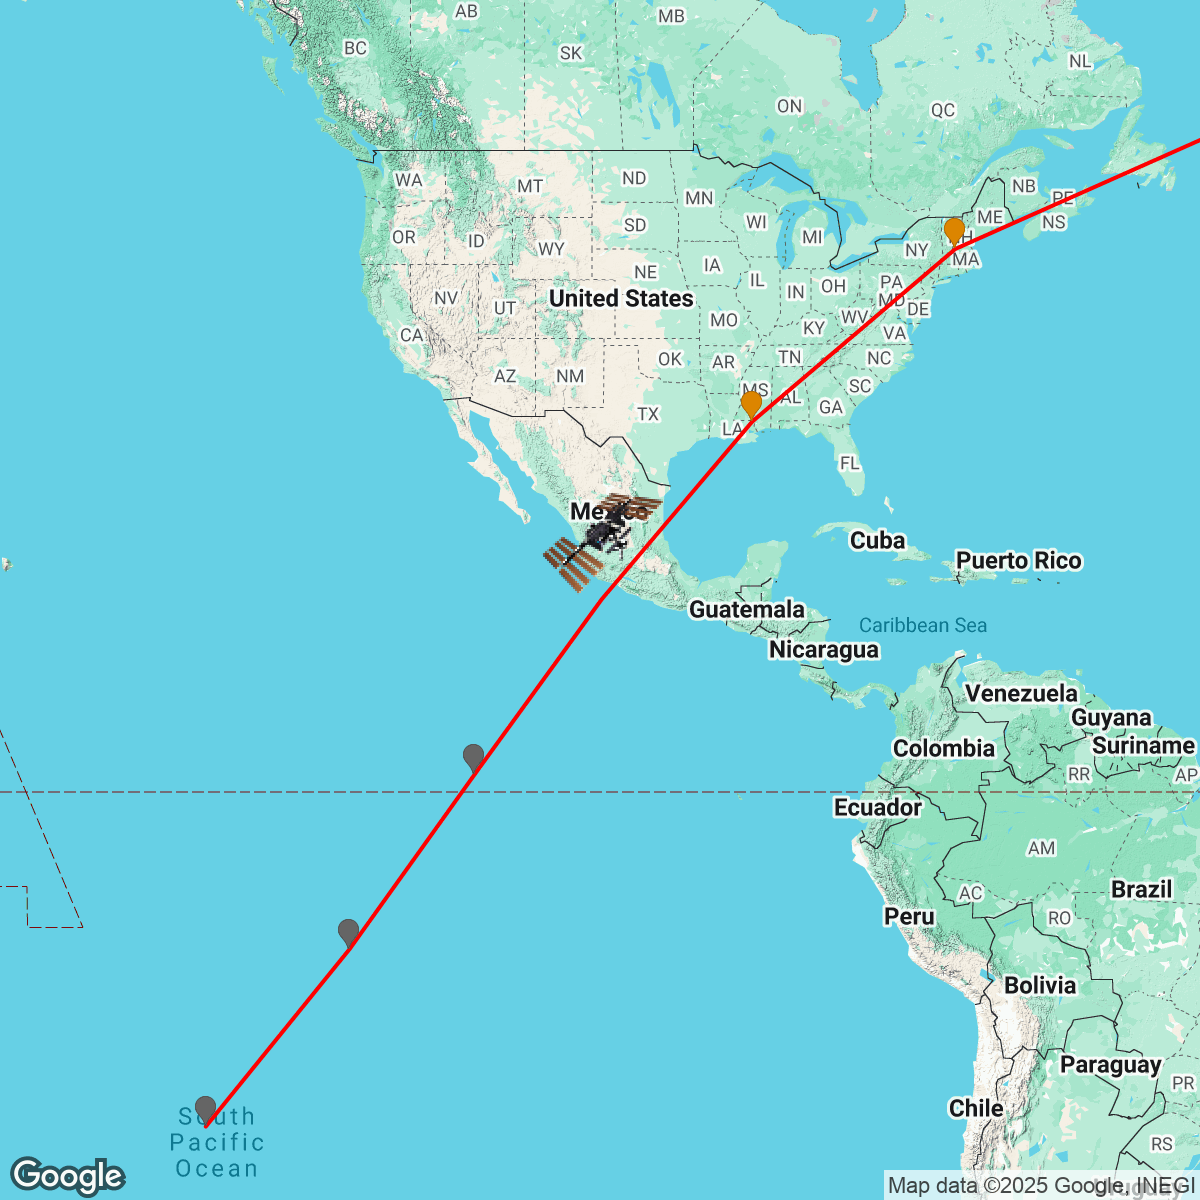 AB
MB
BC
SK
NL
ON
QC
WA
MT
ND
MN
NB
PE
ME
NS
OR
ID
SD
WI
MI
NY
WY
MA
NE
IA
IL
IN
OH
PA
NV
UT
United States
MD
DE
CA
MO
KY
WV
VA
AZ
NM
OK
AR
TN
NC
MS
AL
SC
TX
LA
GA
FL
Mexico
Cuba
Puerto Rico
Guatemala
Caribbean Sea
Nicaragua
Venezuela
Guyana
Colombia
Suriname
RR
AP
Ecuador
AM
AC
Brazil
Peru
RO
Bolivia
Paraguay
PR
Chile
South
Pacific
Ocean
RS
Google
Map data ©2025 Google, INEGI